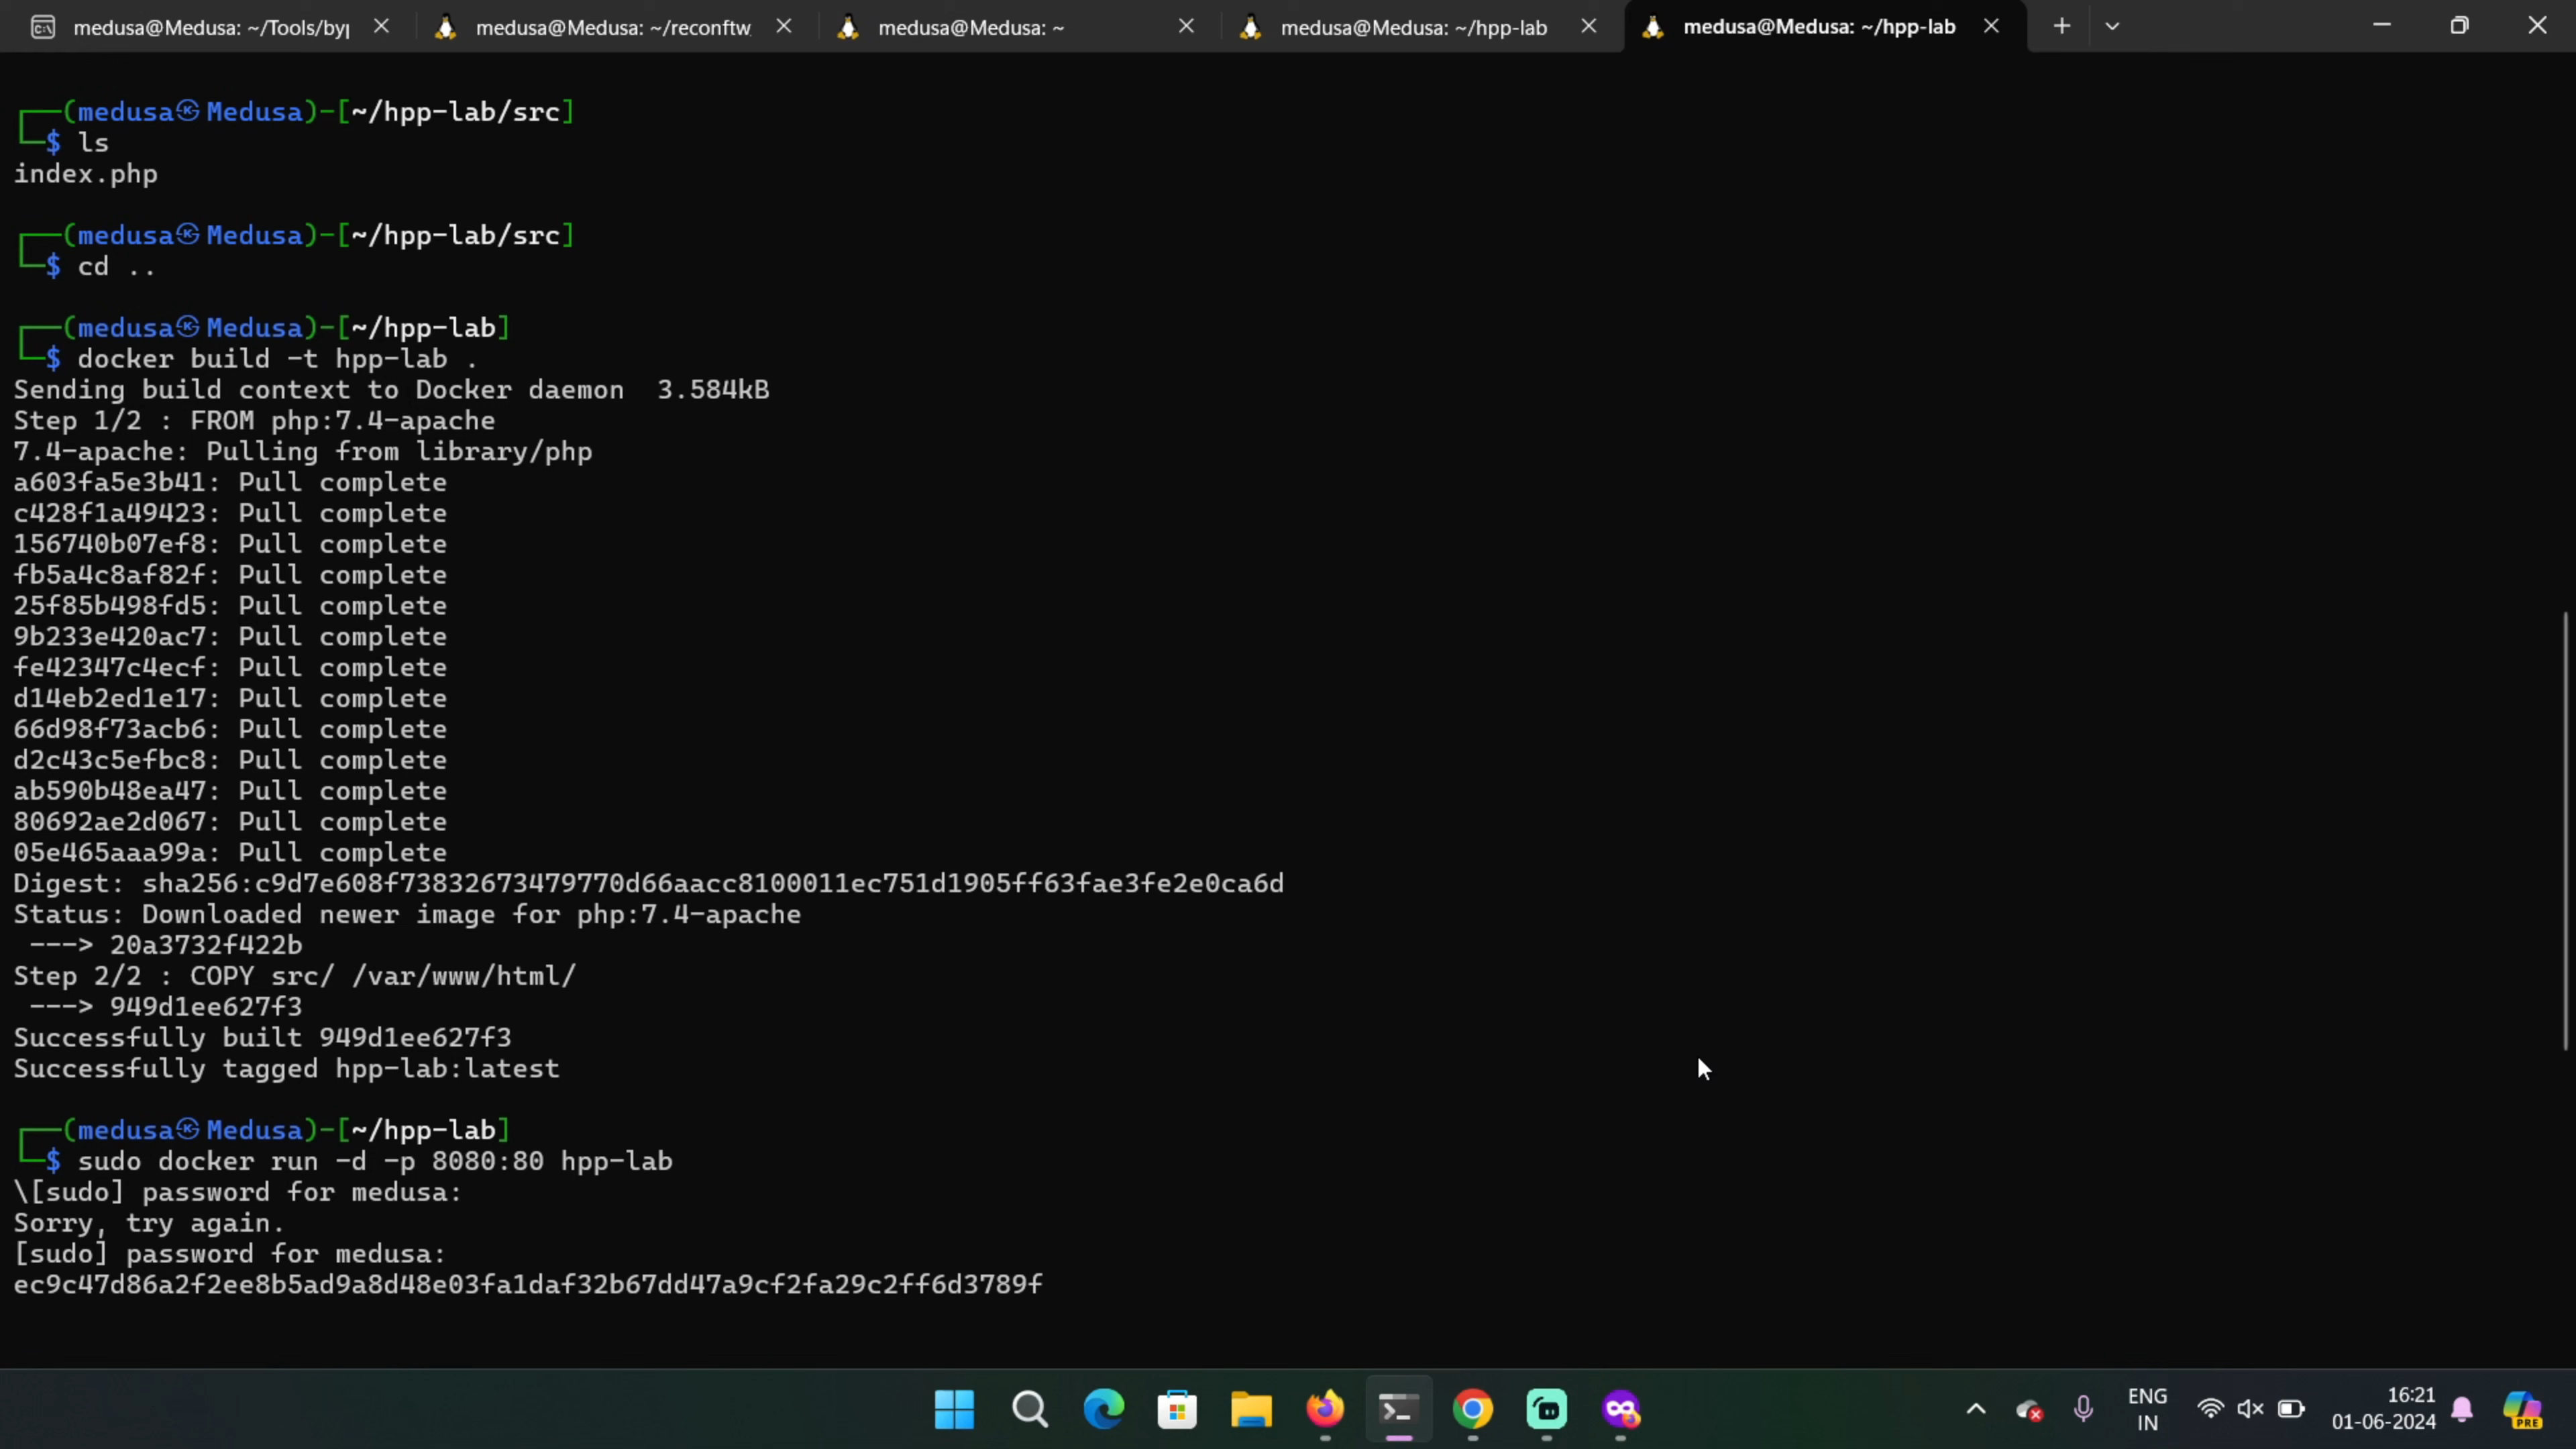 medusa@Medusa: ~/Tools/byp
medusa@Medusa: ~/reconftw
medusa@Medusa: ~
medusa@Medusa: ~/hpp-lab
medusa@Medusa: ~/hpp-lab
┌──(medusa㉿Medusa)-[~/hpp-lab/src]
└─$ ls
index.php
┌──(medusa㉿Medusa)-[~/hpp-lab/src]
└─$ cd ..
┌──(medusa㉿Medusa)-[~/hpp-lab]
└─$ docker build -t hpp-lab .
Sending build context to Docker daemon  3.584kB
Step 1/2 : FROM php:7.4-apache
7.4-apache: Pulling from library/php
a603fa5e3b41: Pull complete
c428f1a49423: Pull complete
156740b07ef8: Pull complete
fb5a4c8af82f: Pull complete
25f85b498fd5: Pull complete
9b233e420ac7: Pull complete
fe42347c4ecf: Pull complete
d14eb2ed1e17: Pull complete
66d98f73acb6: Pull complete
d2c43c5efbc8: Pull complete
ab590b48ea47: Pull complete
80692ae2d067: Pull complete
05e465aaa99a: Pull complete
Digest: sha256:c9d7e608f73832673479770d66aacc8100011ec751d1905ff63fae3fe2e0ca6d
Status: Downloaded newer image for php:7.4-apache
 ---> 20a3732f422b
Step 2/2 : COPY src/ /var/www/html/
 ---> 949d1ee627f3
Successfully built 949d1ee627f3
Successfully tagged hpp-lab:latest
┌──(medusa㉿Medusa)-[~/hpp-lab]
└─$ sudo docker run -d -p 8080:80 hpp-lab
\[sudo] password for medusa:
Sorry, try again.
[sudo] password for medusa:
ec9c47d86a2f2ee8b5ad9a8d48e03fa1daf32b67dd47a9cf2fa29c2ff6d3789f
ENG
IN
16:21
01-06-2024
PRE